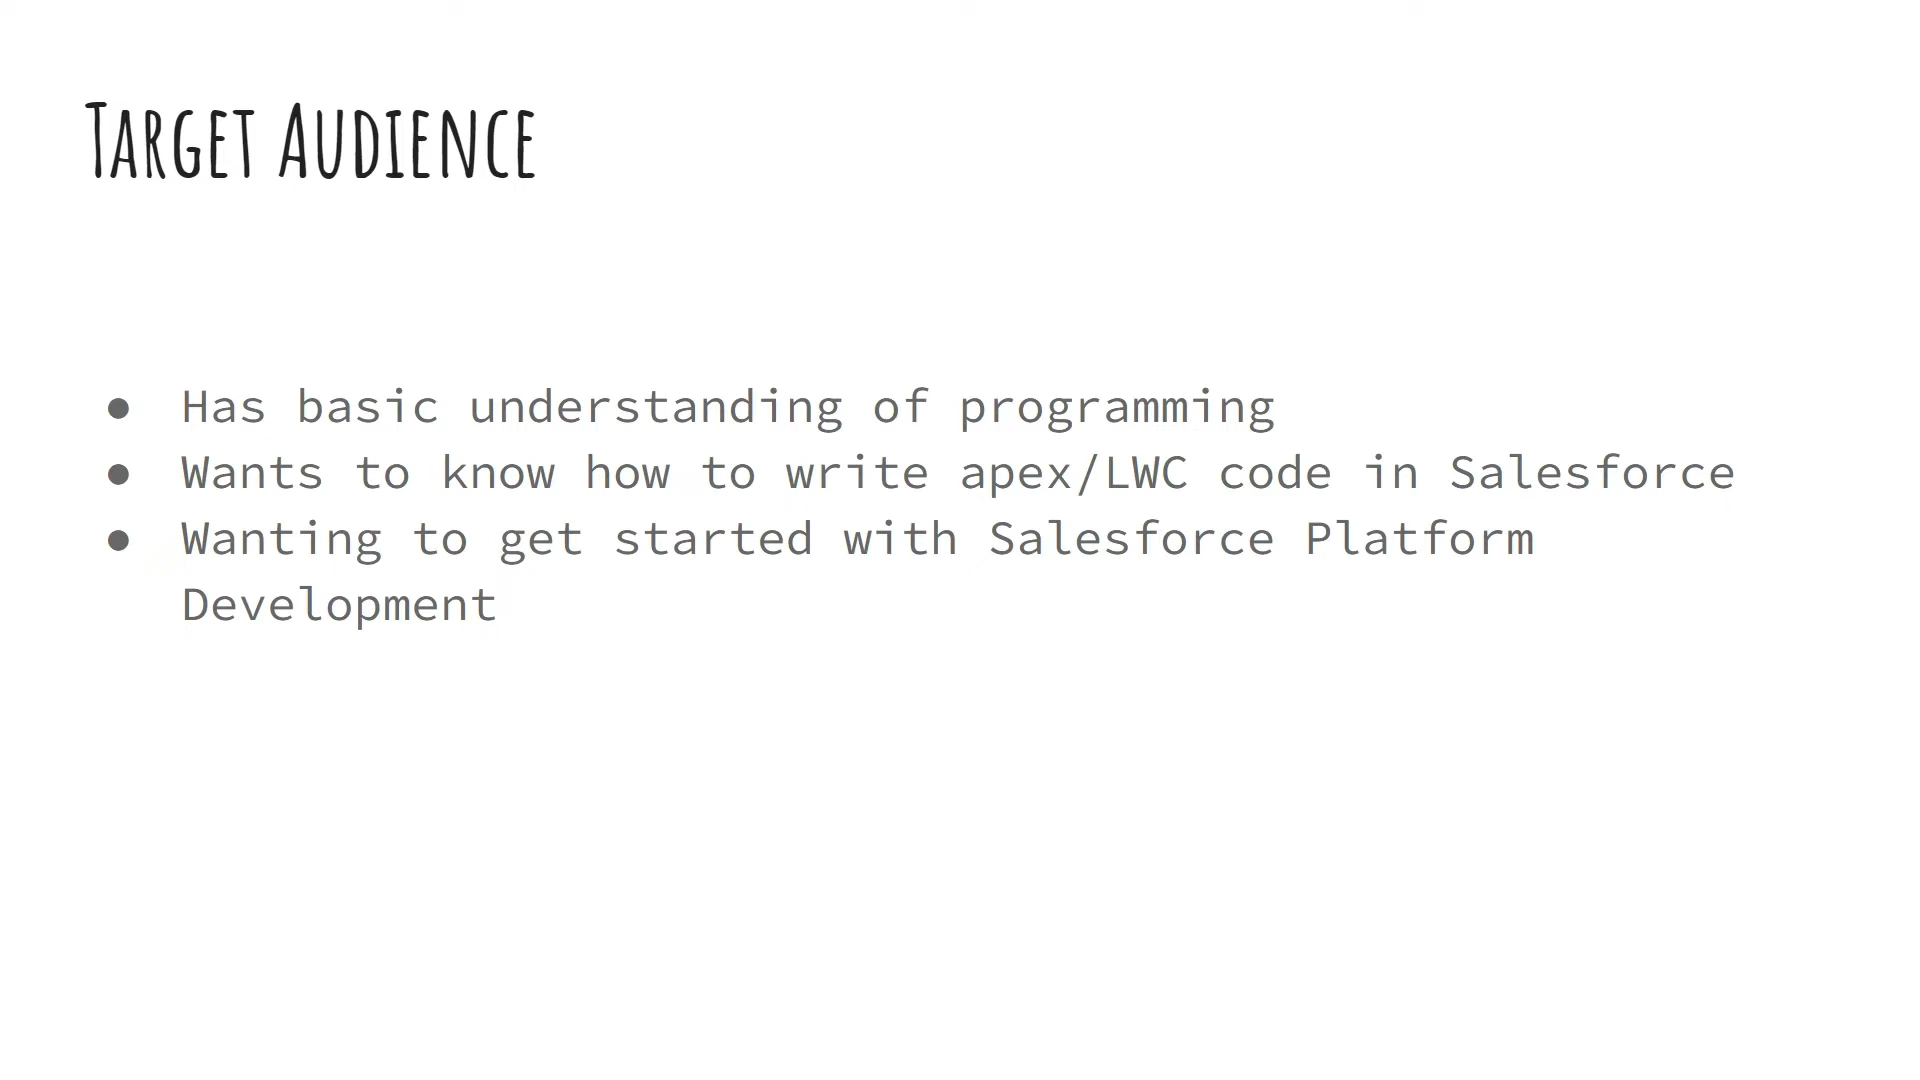 Target Audience
● Has basic understanding of programming
● Wants to know how to write apex/LWC code in Salesforce
● Wanting to get started with Salesforce Platform
Development